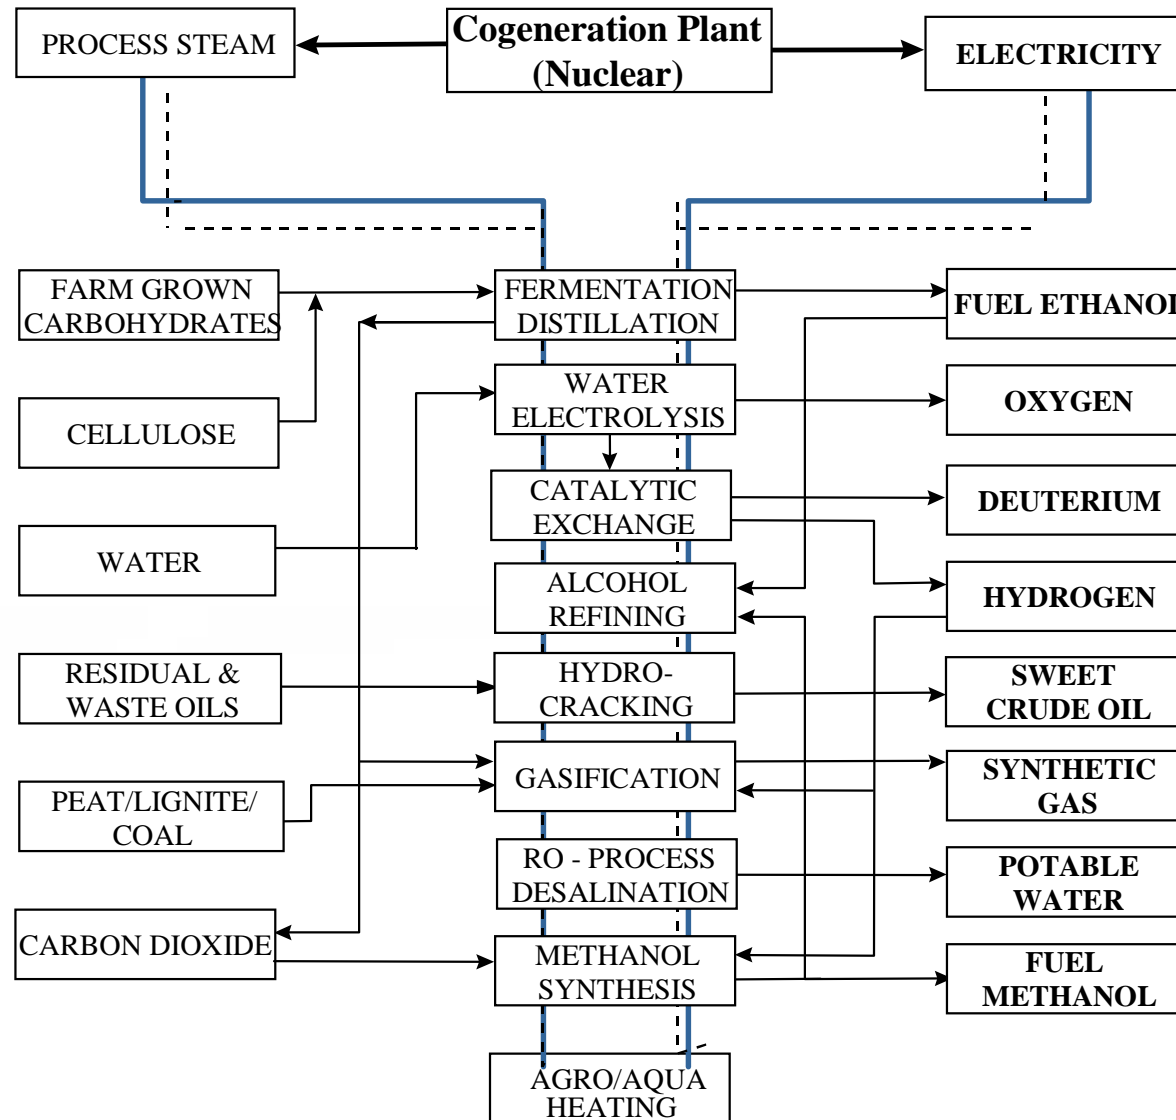 PROCESS STEAM
Cogeneration Plant
(Nuclear)
ELECTRICITY
FARM GROWN
CARBOHYDRATES
FERMENTATION
DISTILLATION
FUEL ETHANOL
CELLULOSE
WATER
ELECTROLYSIS
OXYGEN
CATALYTIC
EXCHANGE
DEUTERIUM
WATER
ALCOHOL
REFINING
HYDROGEN
RESIDUAL &
WASTE OILS
HYDRO-
CRACKING
SWEET
CRUDE OIL
PEAT/LIGNITE/
COAL
GASIFICATION
SYNTHETIC
GAS
RO - PROCESS
DESALINATION
POTABLE
WATER
CARBON DIOXIDE
METHANOL
SYNTHESIS
FUEL
METHANOL
AGRO/AQUA
HEATING